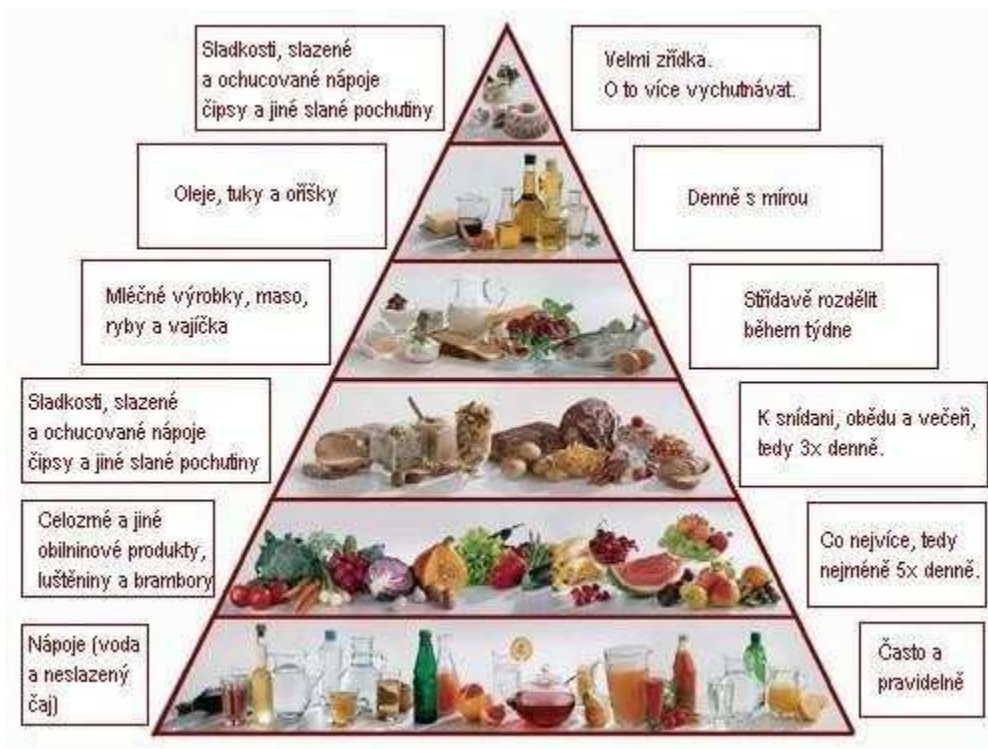 Sladkosti, slazené
a ochucované nápoje
čipsy a jiné slané pochutiny
Velmi zřídka.
O to více vychutnávat.
Oleje, tuky a oříšky
Denně s mírou
Mléčné výrobky, maso,
ryby a vajíčka
Střídavě rozdělit
během týdne
Sladkosti, slazené
a ochucované nápoje
čipsy a jiné slané pochutiny
K snídani, obědu a večeři,
tedy 3x denně.
Celozrné a jiné
obilninové produkty,
luštěniny a brambory
Co nejvíce, tedy
nejméně 5x denně.
Nápoje (voda
a neslazený
čaj)
Často a
pravidelně